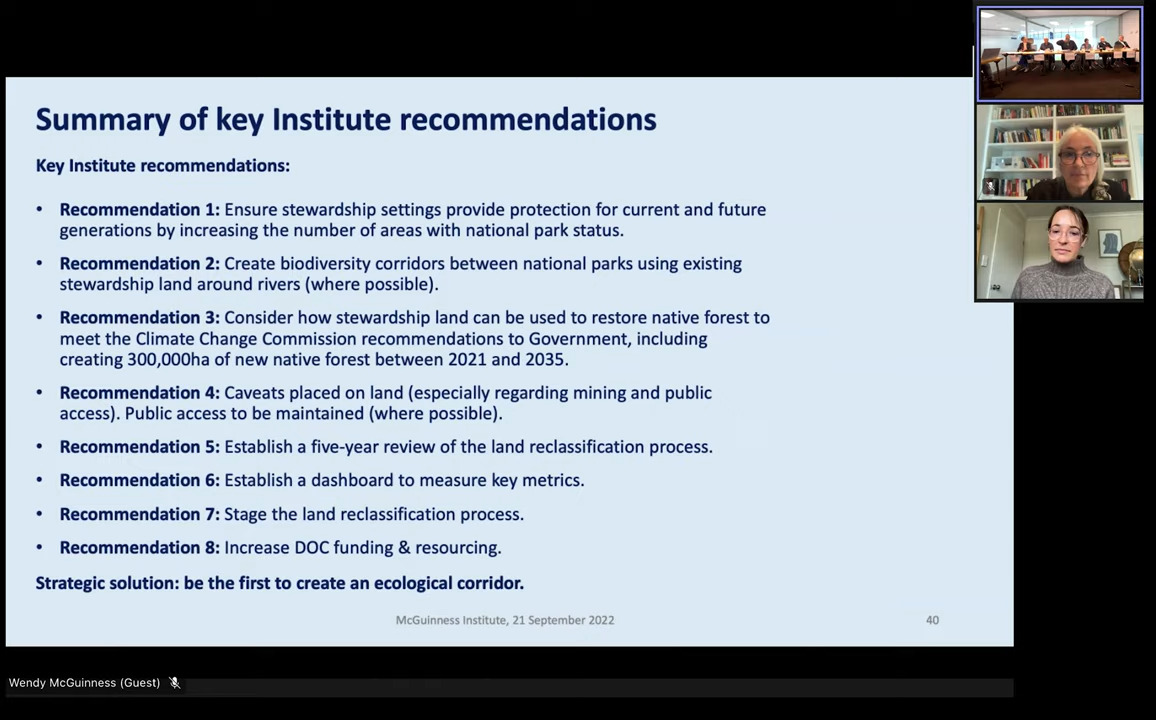 Summary of key Institute recommendations
Key Institute recommendations:
• Recommendation 1: Ensure stewardship settings provide protection for current and future
generations by increasing the number of areas with national park status.
• Recommendation 2: Create biodiversity corridors between national parks using existing
stewardship land around rivers (where possible).
• Recommendation 3: Consider how stewardship land can be used to restore native forest to
meet the Climate Change Commission recommendations to Government, including
creating 300,000ha of new native forest between 2021 and 2035.
• Recommendation 4: Caveats placed on land (especially regarding mining and public
access). Public access to be maintained (where possible).
• Recommendation 5: Establish a five-year review of the land reclassification process.
• Recommendation 6: Establish a dashboard to measure key metrics.
• Recommendation 7: Stage the land reclassification process.
• Recommendation 8: Increase DOC funding & resourcing.
Strategic solution: be the first to create an ecological corridor.
McGuinness Institute, 21 September 2022
40
Wendy McGuinness (Guest)